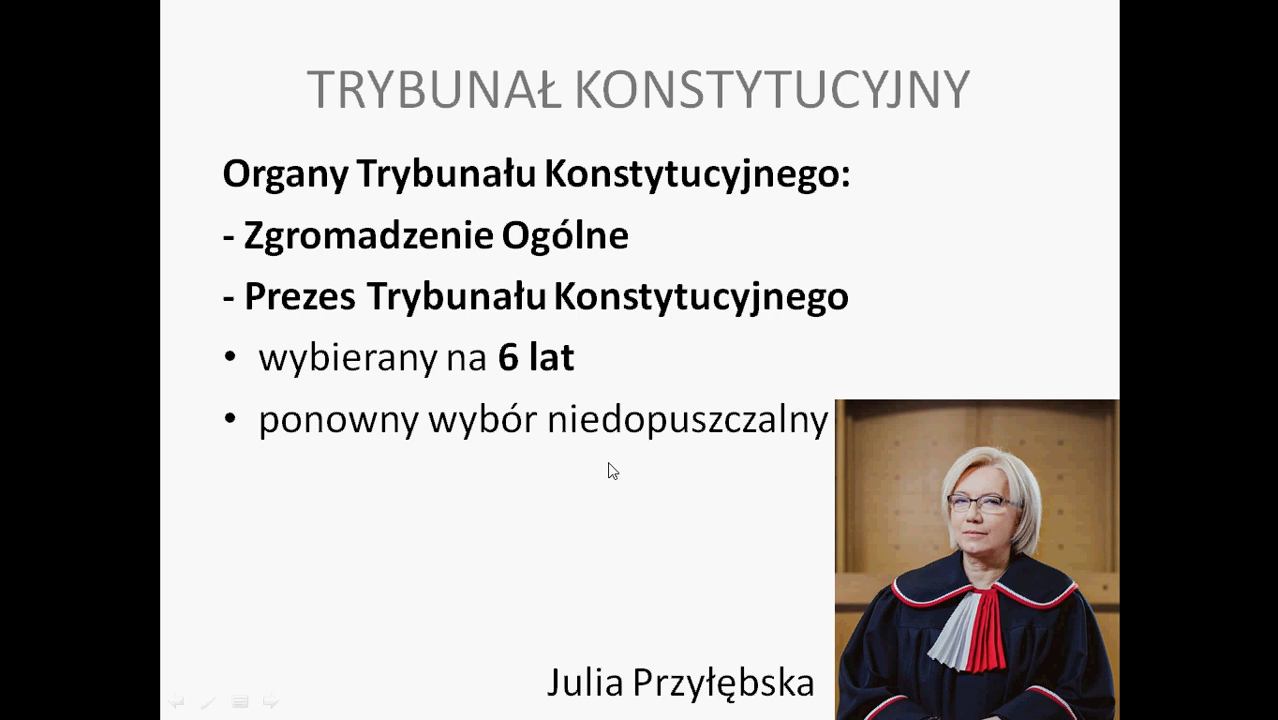 TRYBUNAŁ KONSTYTUCYJNY
Organy Trybunału Konstytucyjnego:
- Zgromadzenie Ogólne
- Prezes Trybunału Konstytucyjnego
• wybierany na 6 lat
• ponowny wybór niedopuszczalny
Julia Przyłębska